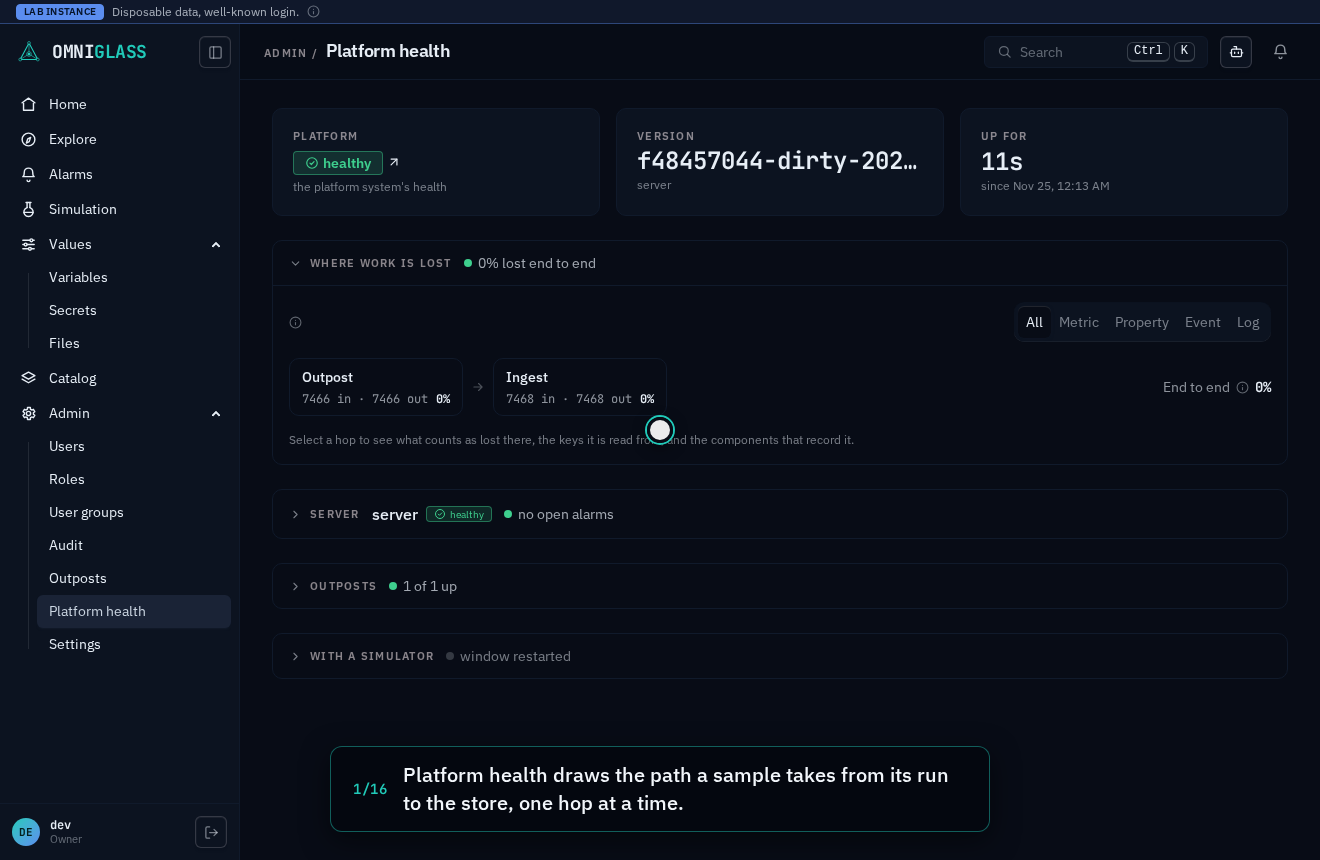 LAB INSTANCE Disposable data, well-known login.
OMNIGLASS
ADMIN / Platform health
Search Ctrl K
Home
Explore
Alarms
Simulation
Values
Variables
Secrets
Files
Catalog
Admin
Users
Roles
User groups
Audit
Outposts
Platform health
Settings
DE dev
Owner
PLATFORM
healthy
the platform system's health
VERSION
f48457044-dirty-202…
server
UP FOR
11s
since Nov 25, 12:13 AM
WHERE WORK IS LOST 0% lost end to end
All Metric Property Event Log
Outpost
7466 in · 7466 out 0%
Ingest
7468 in · 7468 out 0%
End to end 0%
Select a hop to see what counts as lost there, the keys it is read and the components that record it.
SERVER server healthy no open alarms
OUTPOSTS 1 of 1 up
WITH A SIMULATOR window restarted
1/16 Platform health draws the path a sample takes from its run
to the store, one hop at a time.